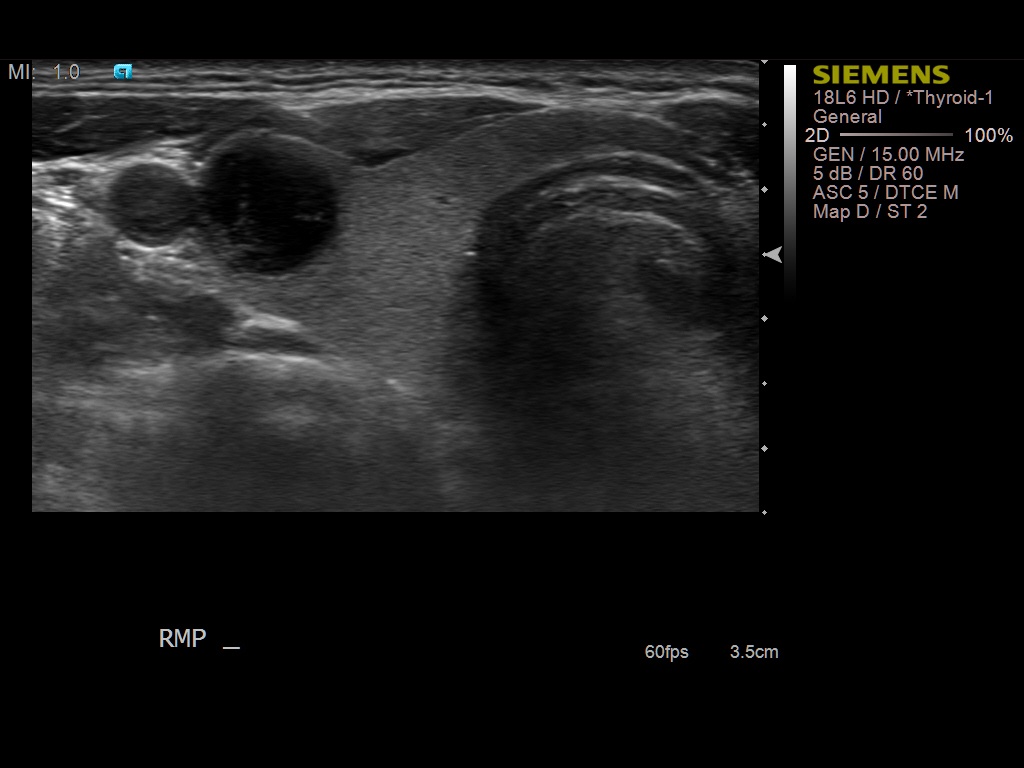 MI: 1.0
SIEMENS
18L6 HD / *Thyroid-1
General
2D 100%
GEN / 15.00 MHz
5 dB / DR 60
ASC 5 / DTCE M
Map D / ST 2
RMP _
60fps 3.5cm